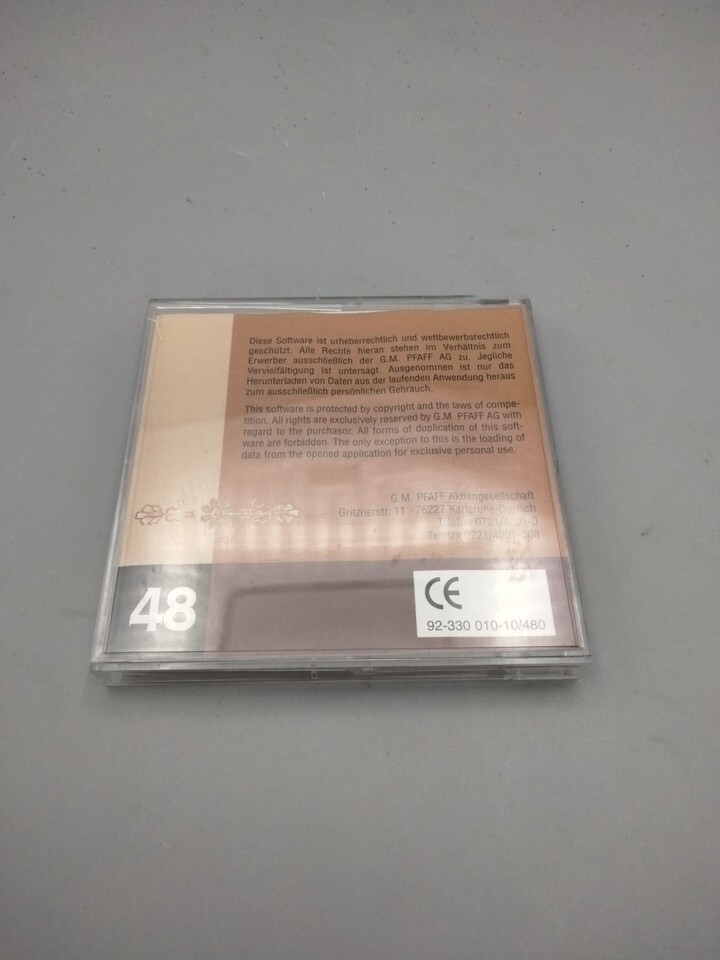 Diese Software ist urheberrechtlich und wettbewerbsrechtlich
geschützt. Alle Rechte hieran stehen im Verhältnis zum
Erwerber ausschließlich der G.M. PFAFF AG zu. Jegliche
Vervielfältigung ist untersagt. Ausgenommen ist nur das
Herunterladen von Daten aus der laufenden Anwendung heraus
zum ausschließlich persönlichen Gebrauch.
This software is protected by copyright and the laws of compe-
tition. All rights are exclusively reserved by G.M. PFAFF AG with
regard to the purchasor. All forms of duplication of this soft-
ware are forbidden. The only exception to this is the loading of
data from the opened application for exclusive personal use.
G.M. PFAFF Aktiengesellschaft
Gritznerstr. 11 · 76227 Karlsruhe-Durlach
Telefon
Telefax
48
CE
92-330 010-10/480